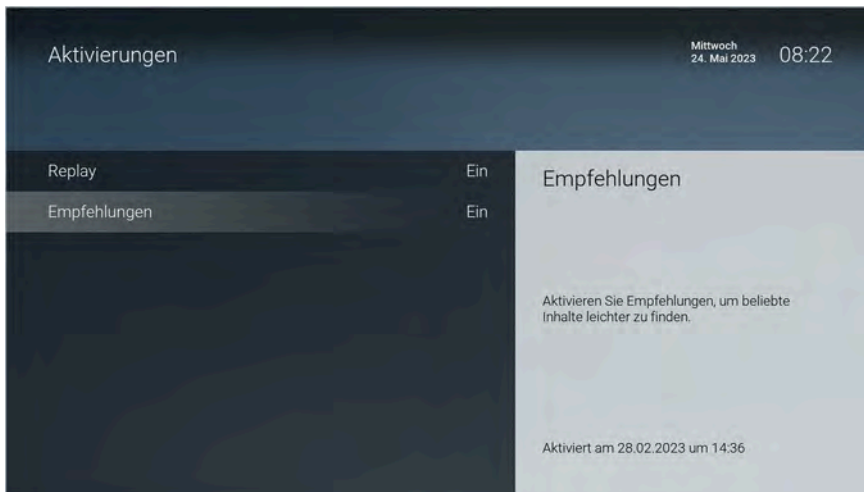 Aktivierungen
Mittwoch
24. Mai 2023
08:22
Replay
Ein
Empfehlungen
Ein
Empfehlungen
Aktivieren Sie Empfehlungen, um beliebte
Inhalte leichter zu finden.
Aktiviert am 28.02.2023 um 14:36